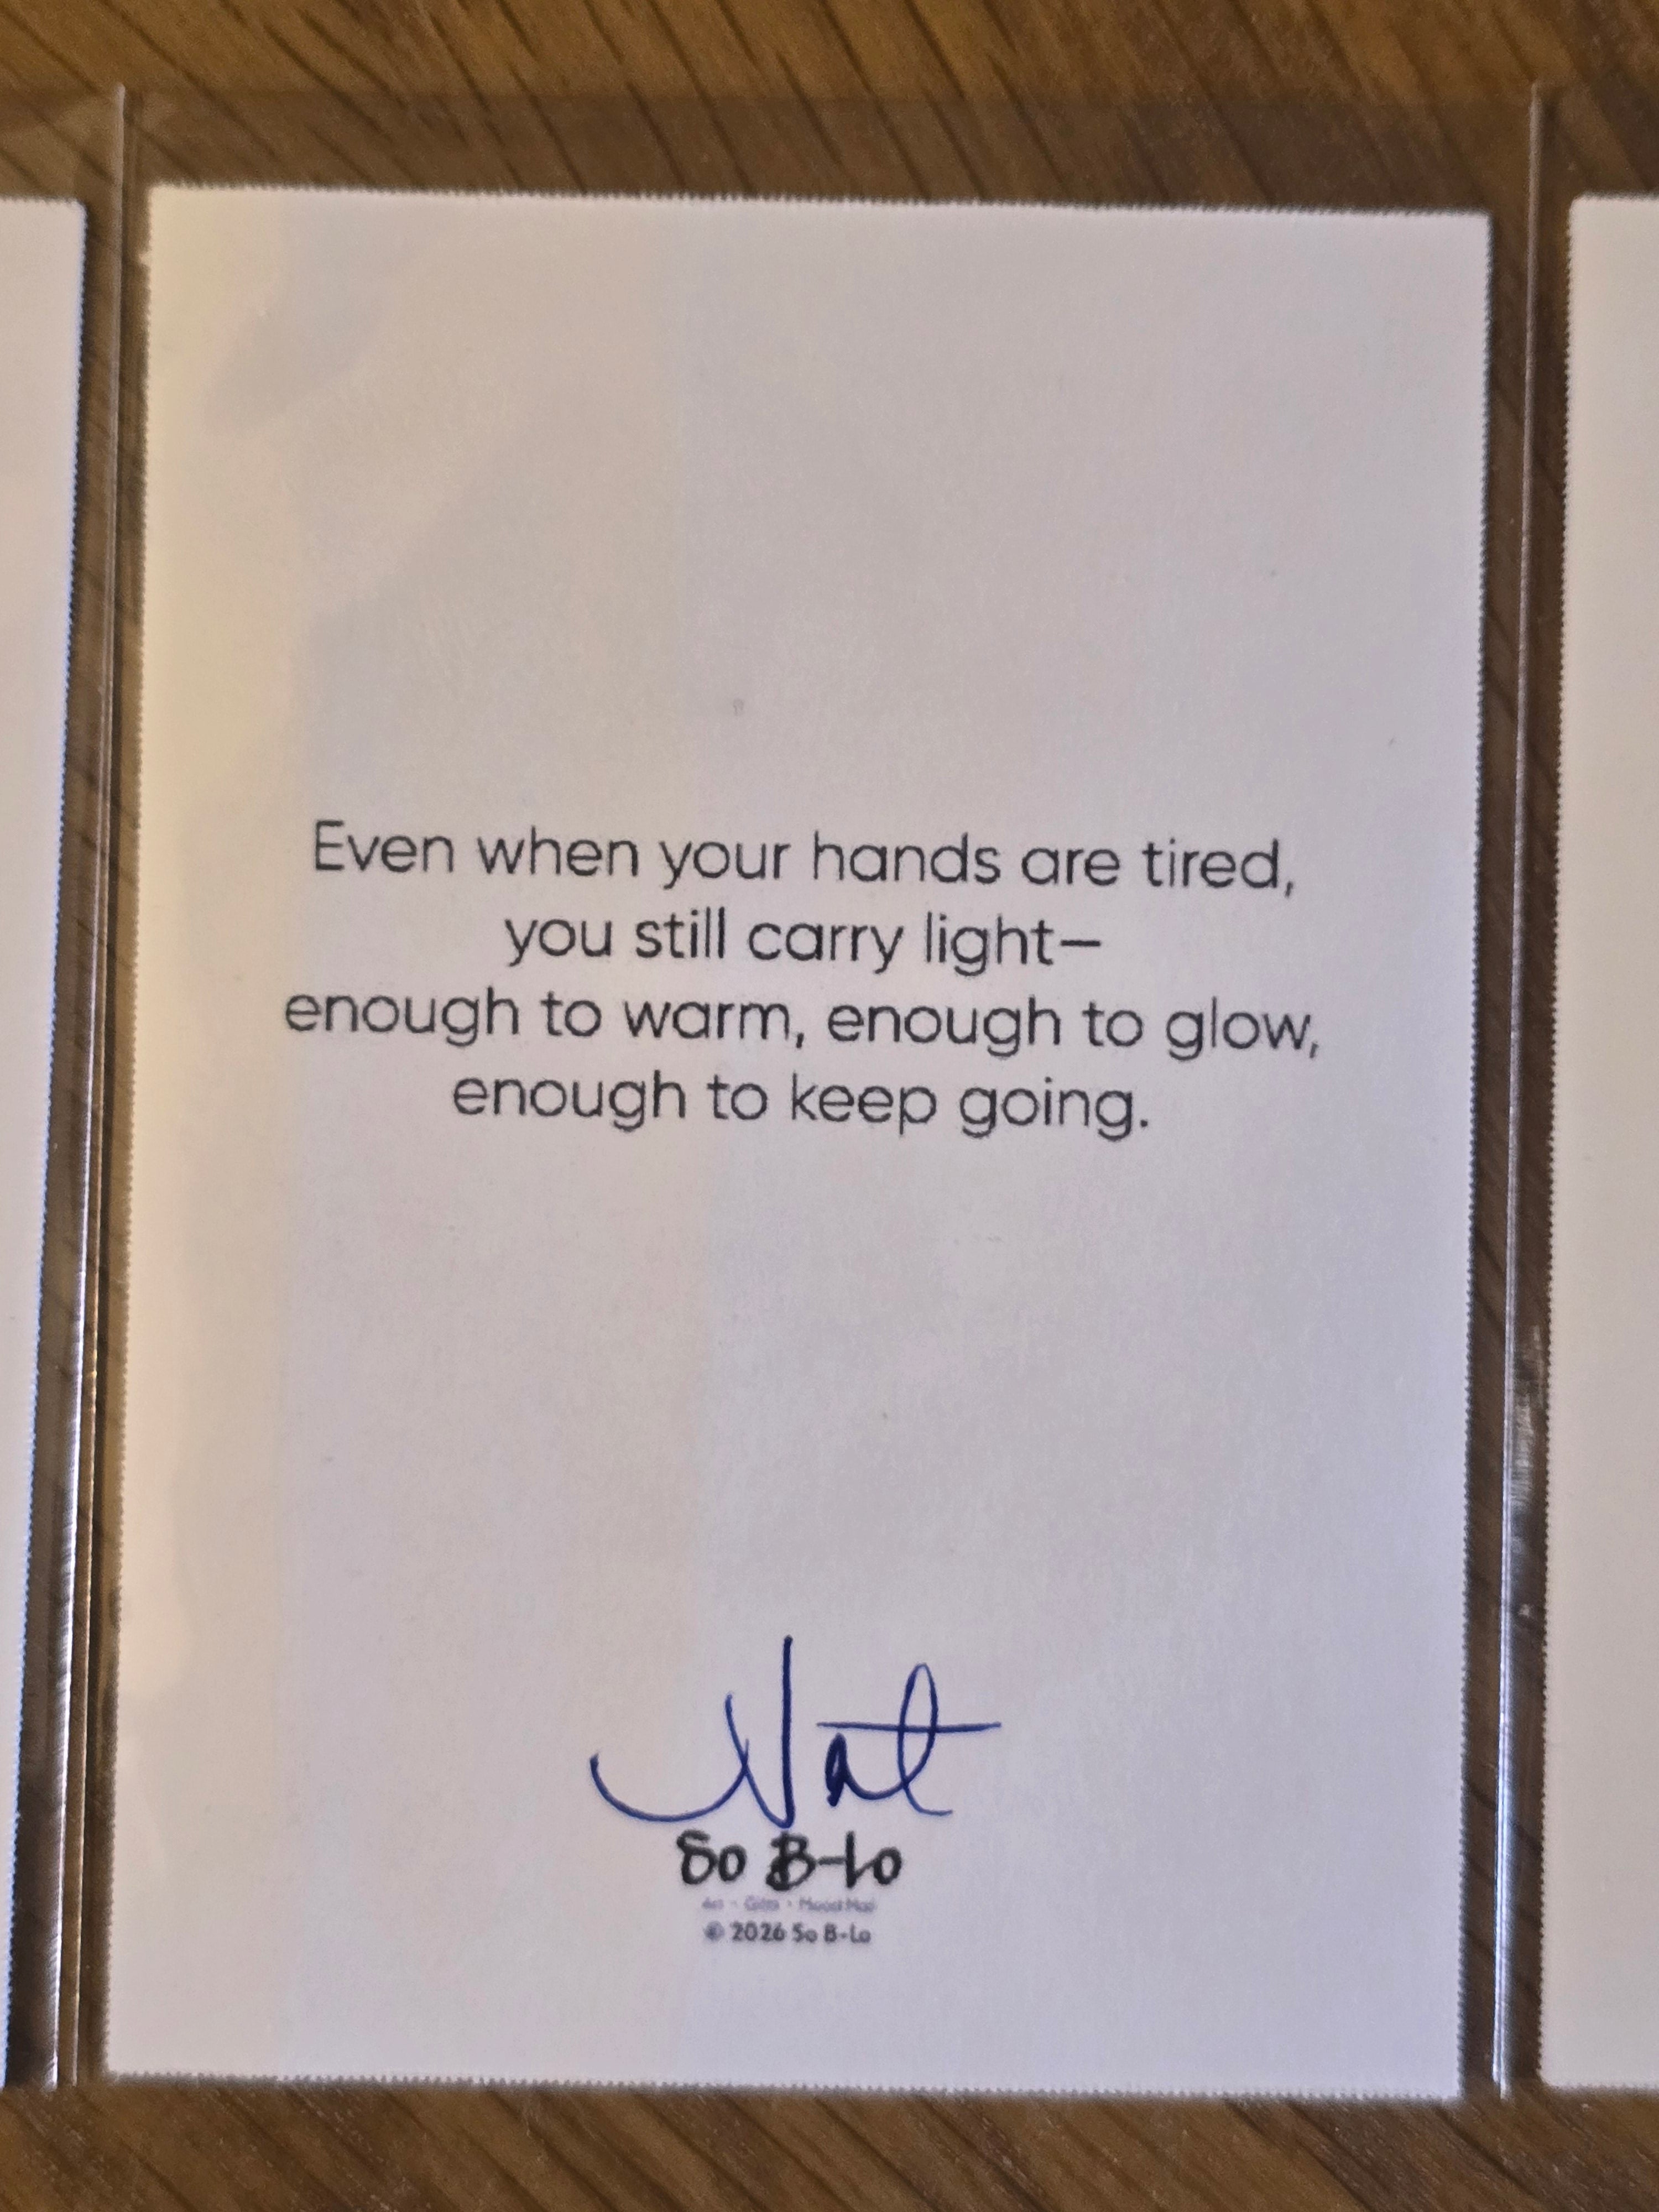 Even when your hands are tired,
you still carry light—
enough to warm, enough to glow,
enough to keep going.
Nat
So B-Lo
© 2026 So B-Lo